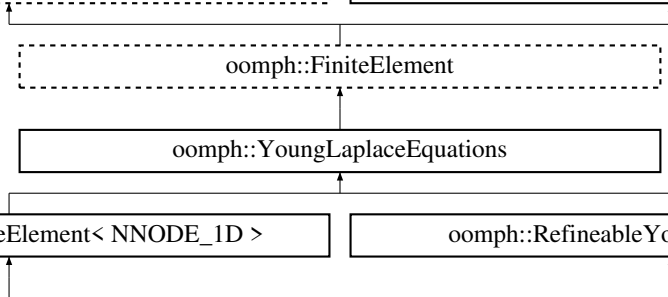 oomph::FiniteElement
oomph::YoungLaplaceEquations
eElement< NNODE_1D >
oomph::RefineableYo